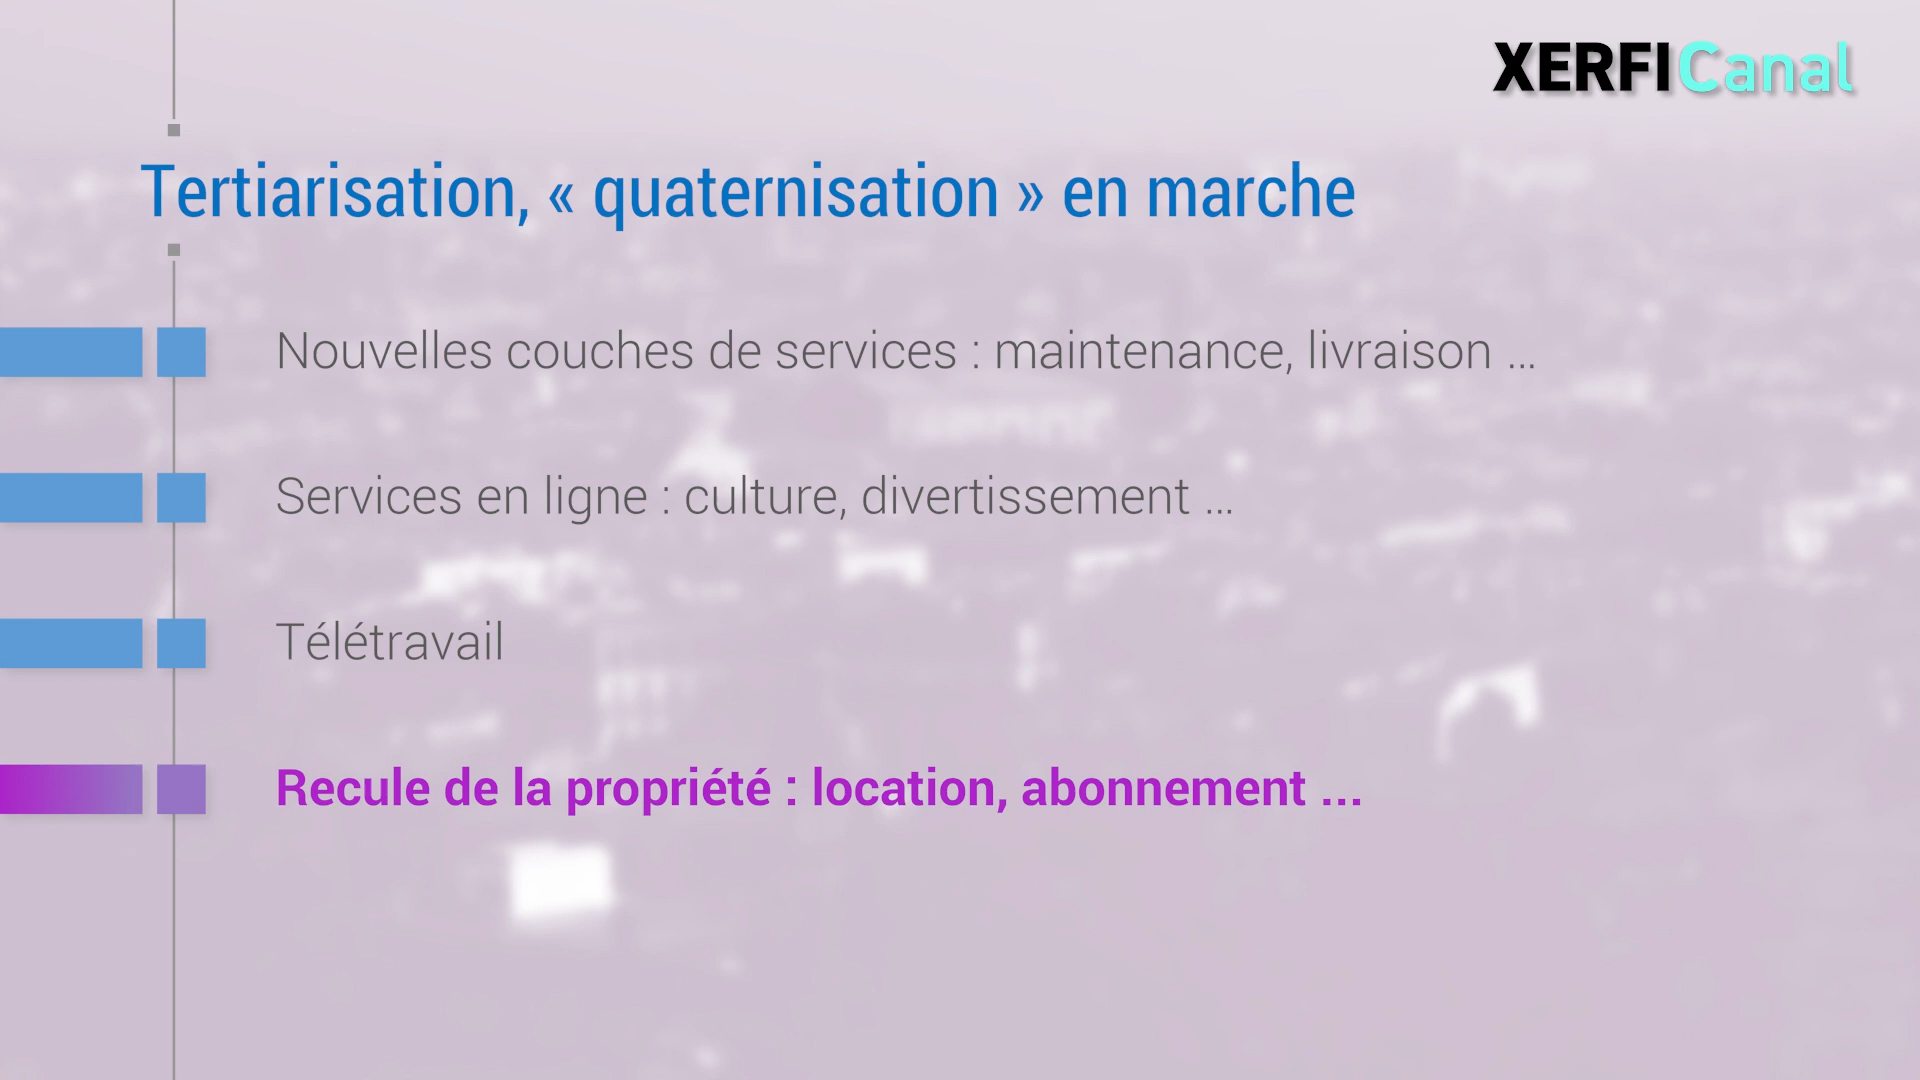 XERFI Canal
Tertiarisation, « quaternisation » en marche
Nouvelles couches de services : maintenance, livraison ...
Services en ligne : culture, divertissement ...
Télétravail
Recule de la propriété : location, abonnement ...